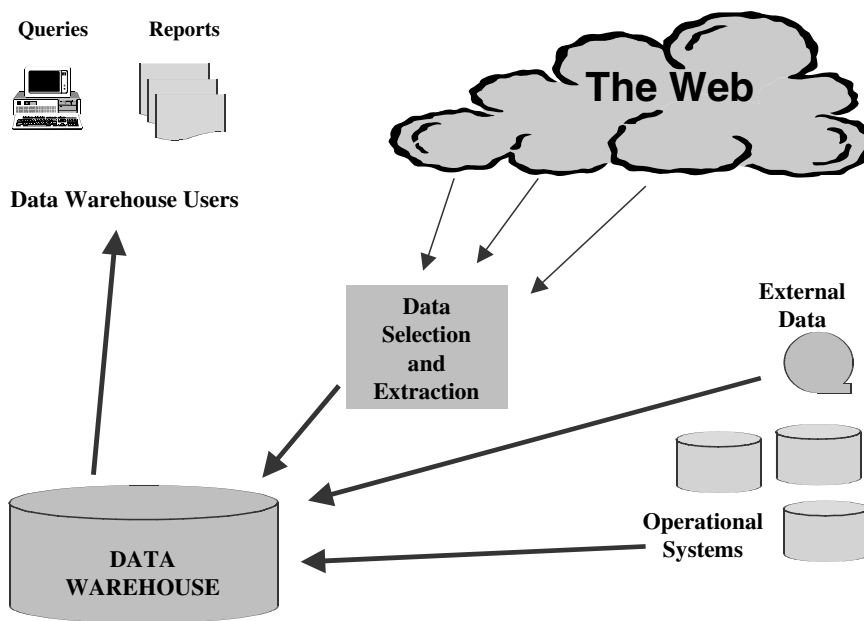 Queries
Reports
The Web
Data Warehouse Users
Data
Selection
and
Extraction
External
Data
Operational
Systems
DATA
WAREHOUSE